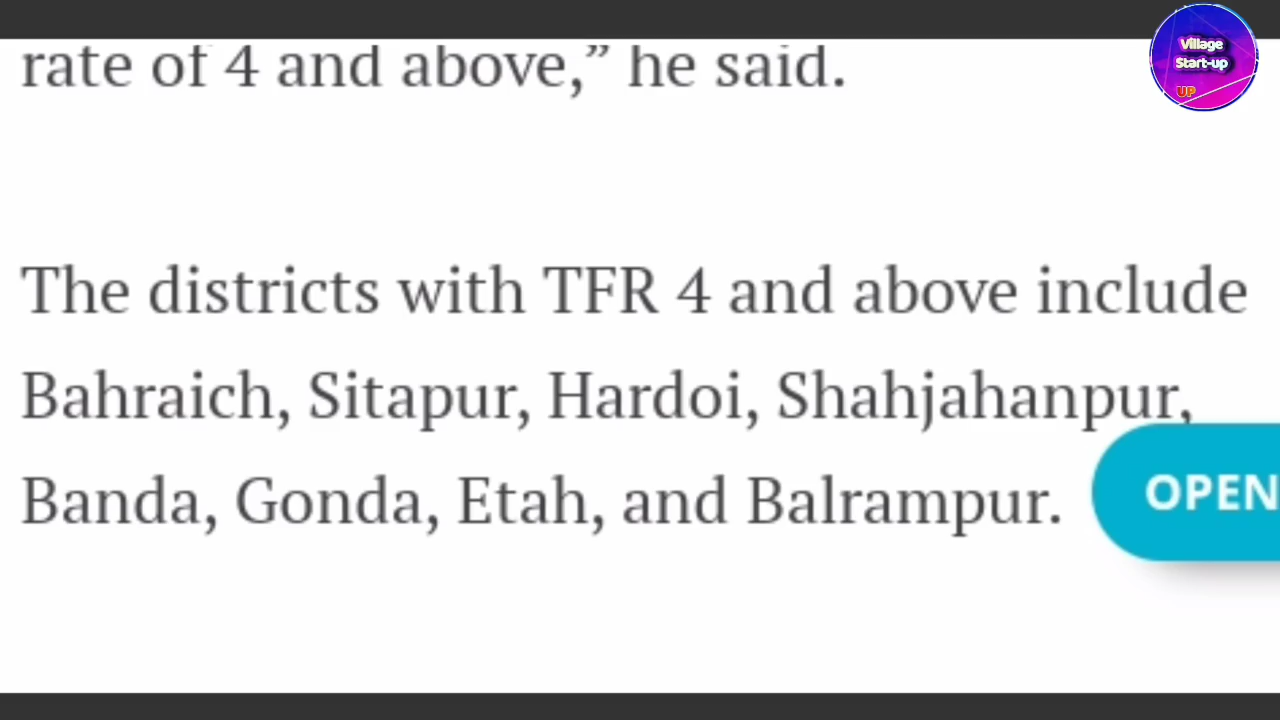 Village
Start-up
UP
rate of 4 and above,” he said.
The districts with TFR 4 and above include
Bahraich, Sitapur, Hardoi, Shahjahanpur,
Banda, Gonda, Etah, and Balrampur.
OPEN